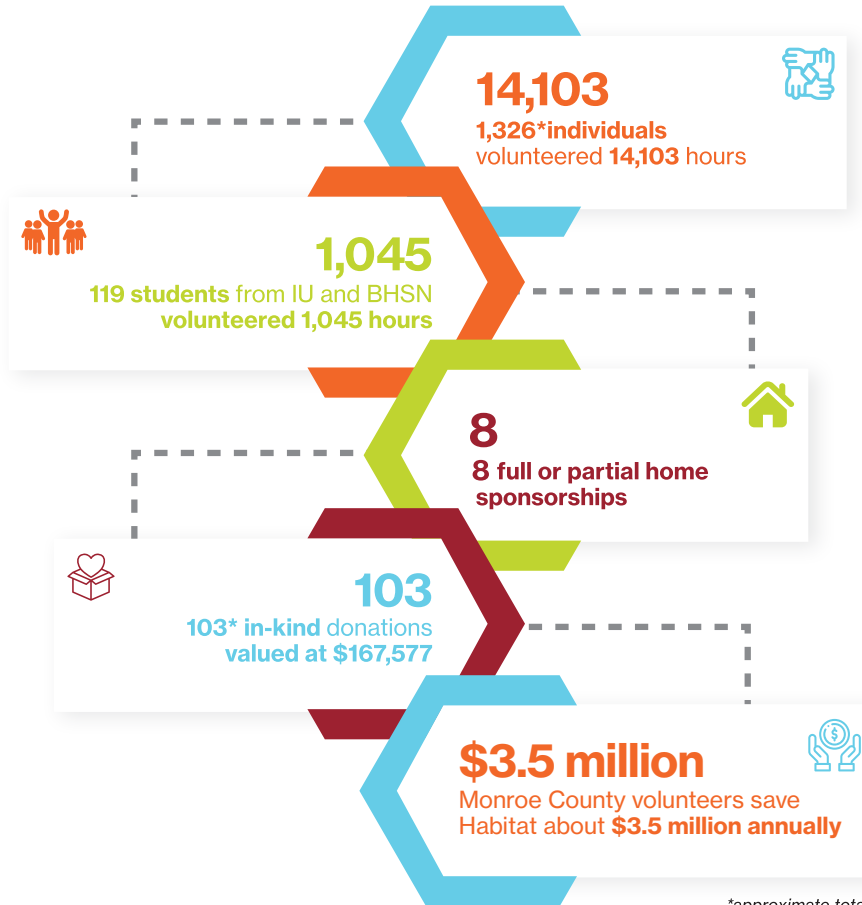 14,103
1,326*individuals
volunteered 14,103 hours
1,045
119 students from IU and BHSN
volunteered 1,045 hours
8
8 full or partial home
sponsorships
103
103* in-kind donations
valued at $167,577
$3.5 million
Monroe County volunteers save
Habitat about $3.5 million annually
*approximate